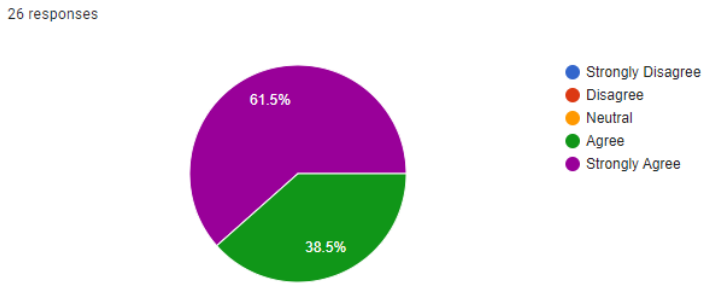 26 responses
61.5%
38.5%
Strongly Disagree
Disagree
Neutral
Agree
Strongly Agree